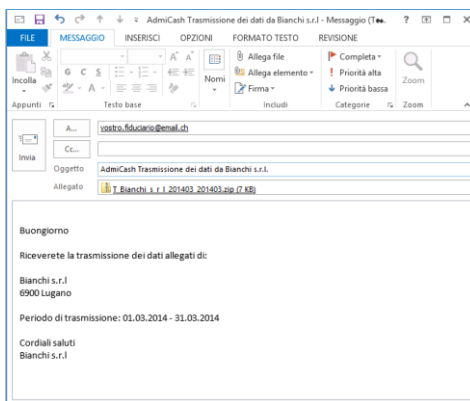 AdmiCash Trasmissione dei dati da Bianchi s.r.l - Messaggio (Te
FILE MESSAGGIO INSERISCI OPZIONI FORMATO TESTO REVISIONE
Incolla
G C S
A A
Nomi
Allega file
Allega elemento
Firma
Completa
Priorità alta
Priorità bassa
Zoom
Appunti Testo base Includi Categorie Zoom
Invia
A... vostro.fiduciario@email.ch
Cc...
Oggetto AdmiCash Trasmissione dei dati da Bianchi s.r.l.
Allegato T_Bianchi_s_r_l_201403_201403.zip (7 KB)
Buongiorno
Riceverete la trasmissione dei dati allegati di:
Bianchi s.r.l
6900 Lugano
Periodo di trasmissione: 01.03.2014 - 31.03.2014
Cordiali saluti
Bianchi s.r.l